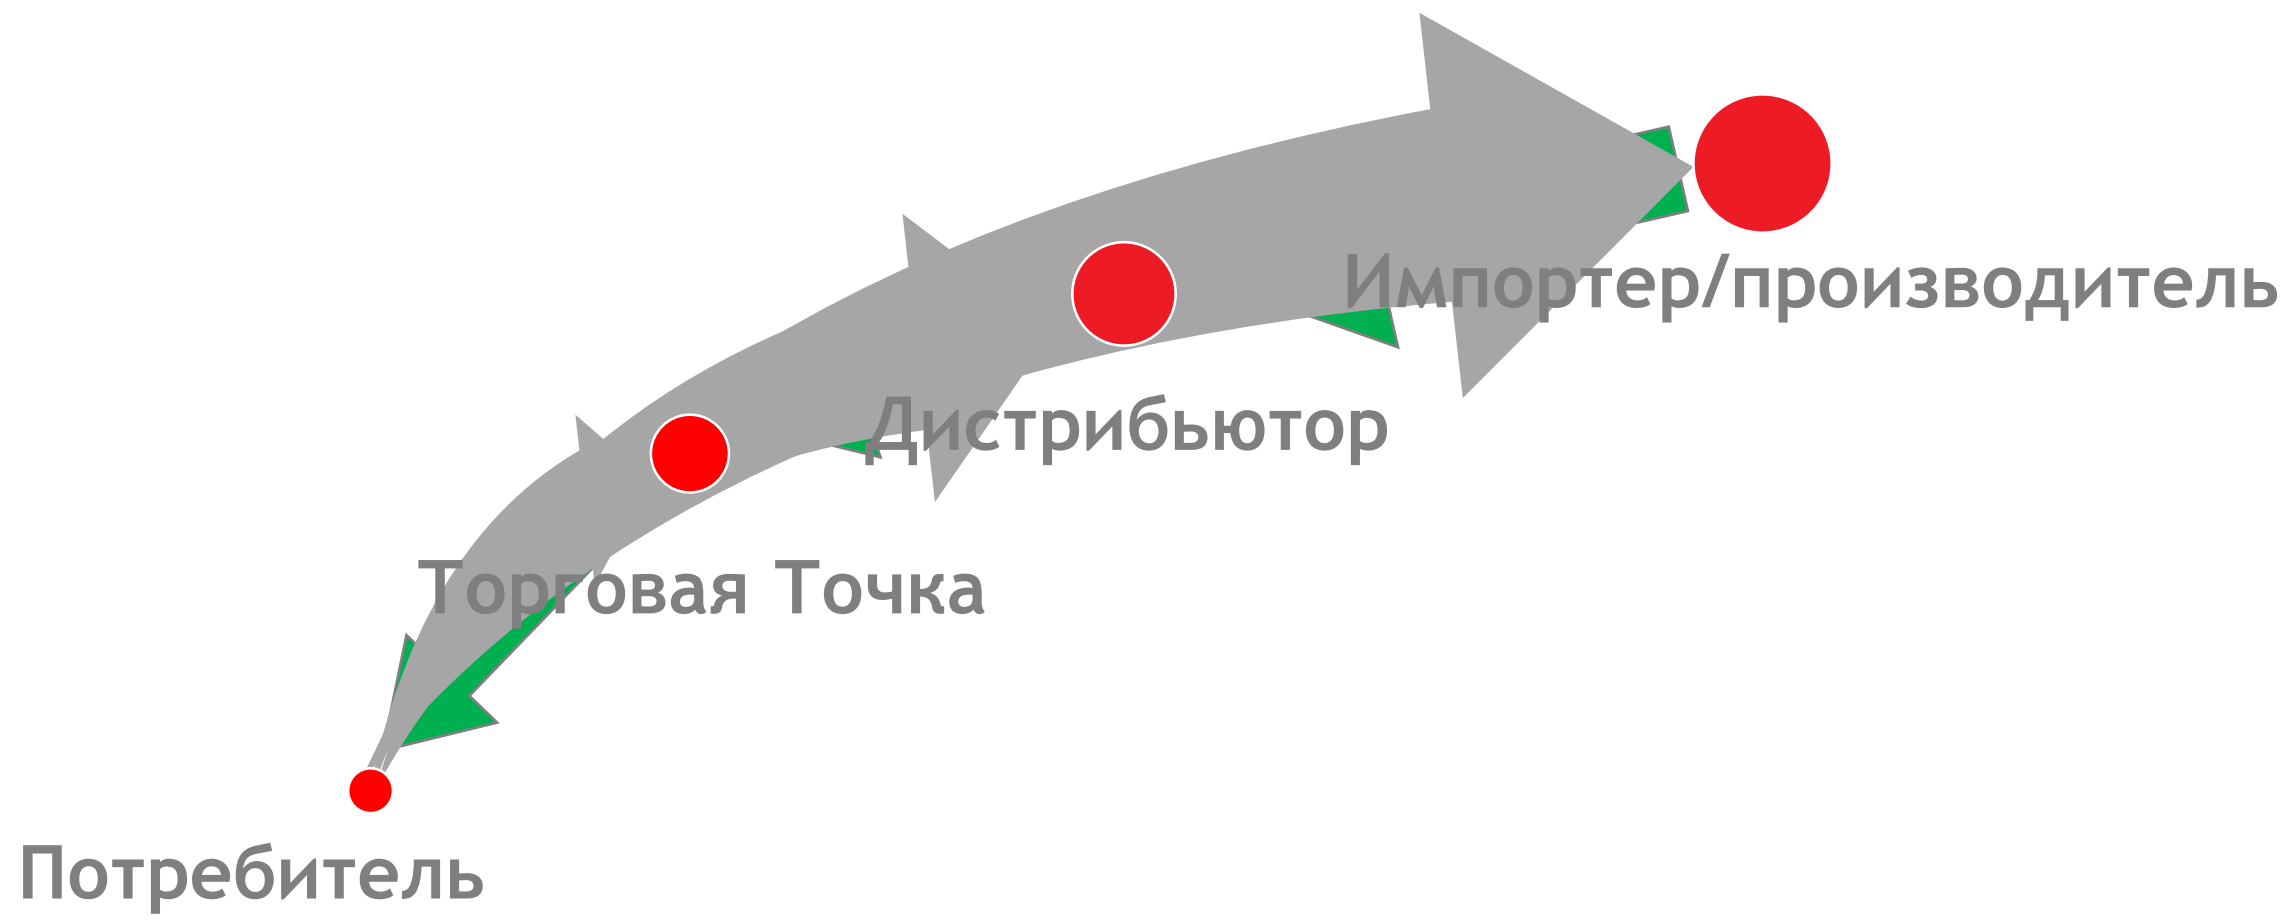 Импортер/производитель
Дистрибьютор
Торговая Точка
Потребитель